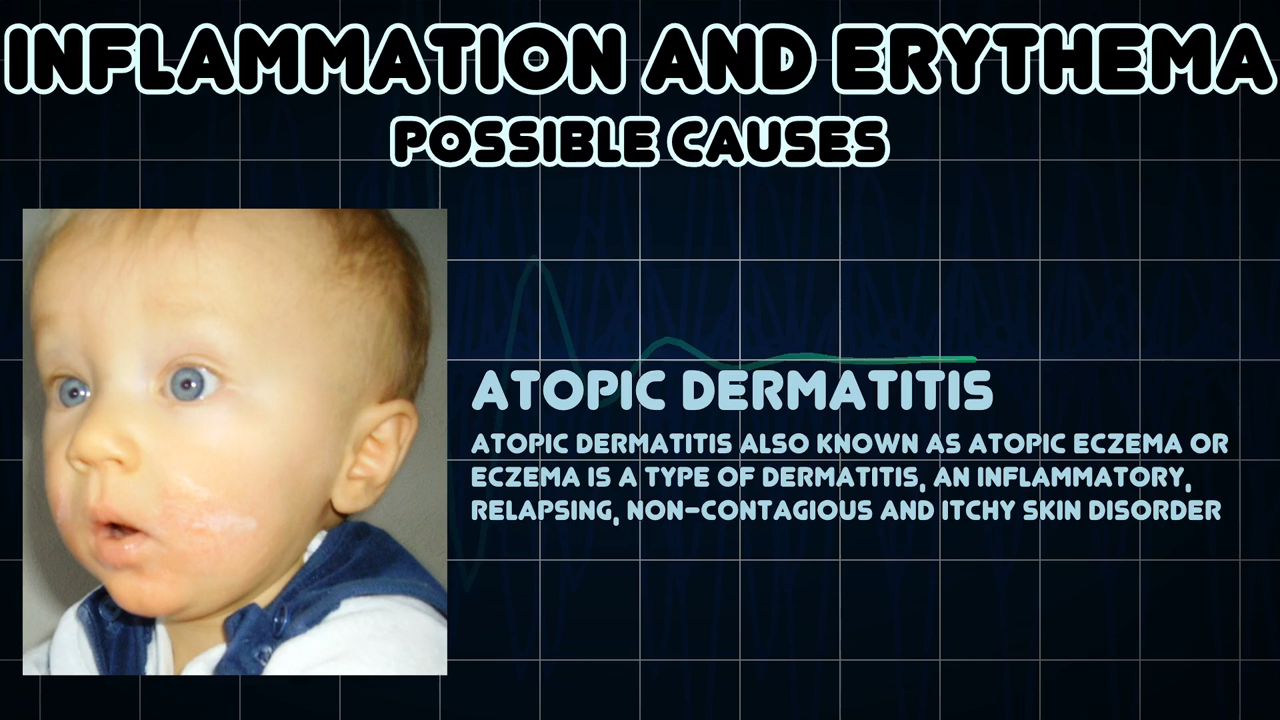 INFLAMMATION AND ERYTHEMA
POSSIBLE CAUSES
ATOPIC DERMATITIS
ATOPIC DERMATITIS ALSO KNOWN AS ATOPIC ECZEMA OR
ECZEMA IS A TYPE OF DERMATITIS, AN INFLAMMATORY,
RELAPSING, NON-CONTAGIOUS AND ITCHY SKIN DISORDER